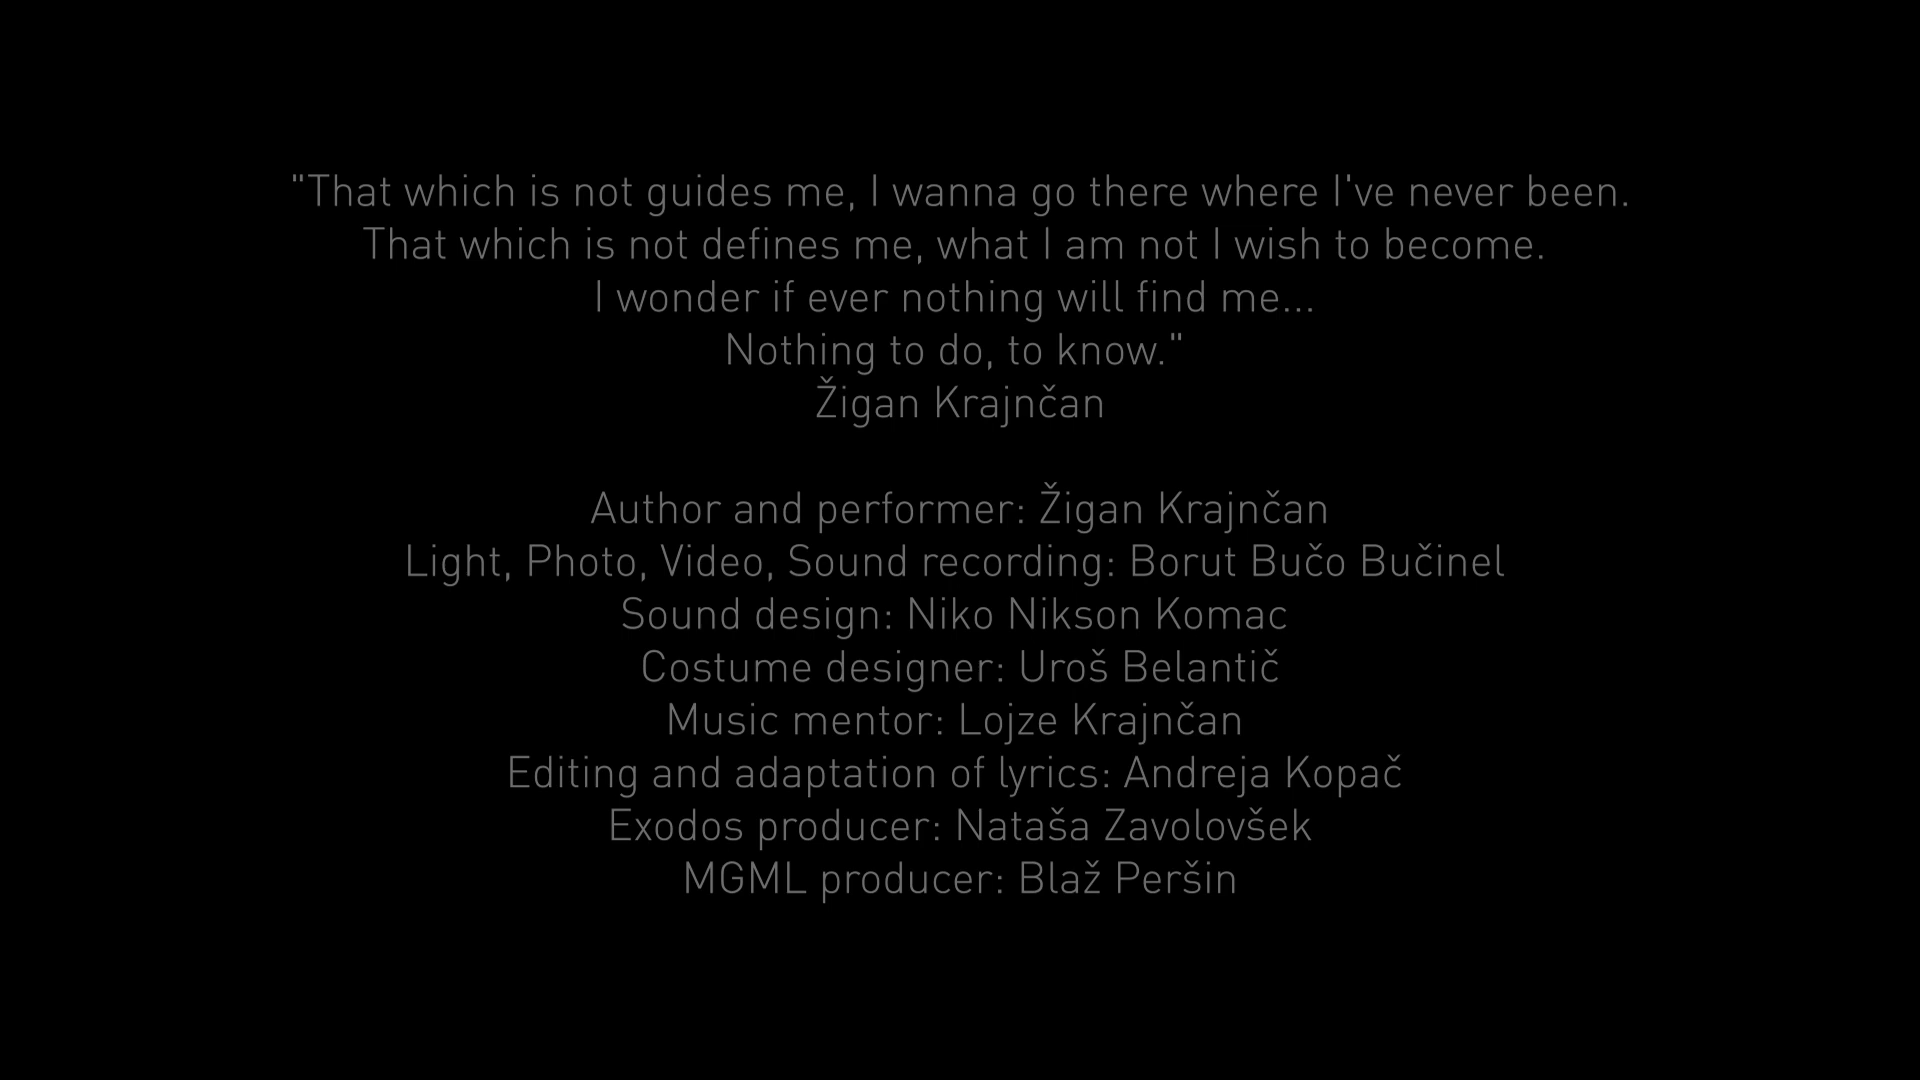 "That which is not guides me, I wanna go there where I've never been.
That which is not defines me, what I am not I wish to become.
I wonder if ever nothing will find me...
Nothing to do, to know."
Žigan Krajnčan
Author and performer: Žigan Krajnčan
Light, Photo, Video, Sound recording: Borut Bučo Bučinel
Sound design: Niko Nikson Komac
Costume designer: Uroš Belantič
Music mentor: Lojze Krajnčan
Editing and adaptation of lyrics: Andreja Kopač
Exodos producer: Nataša Zavolovšek
MGML producer: Blaž Peršin